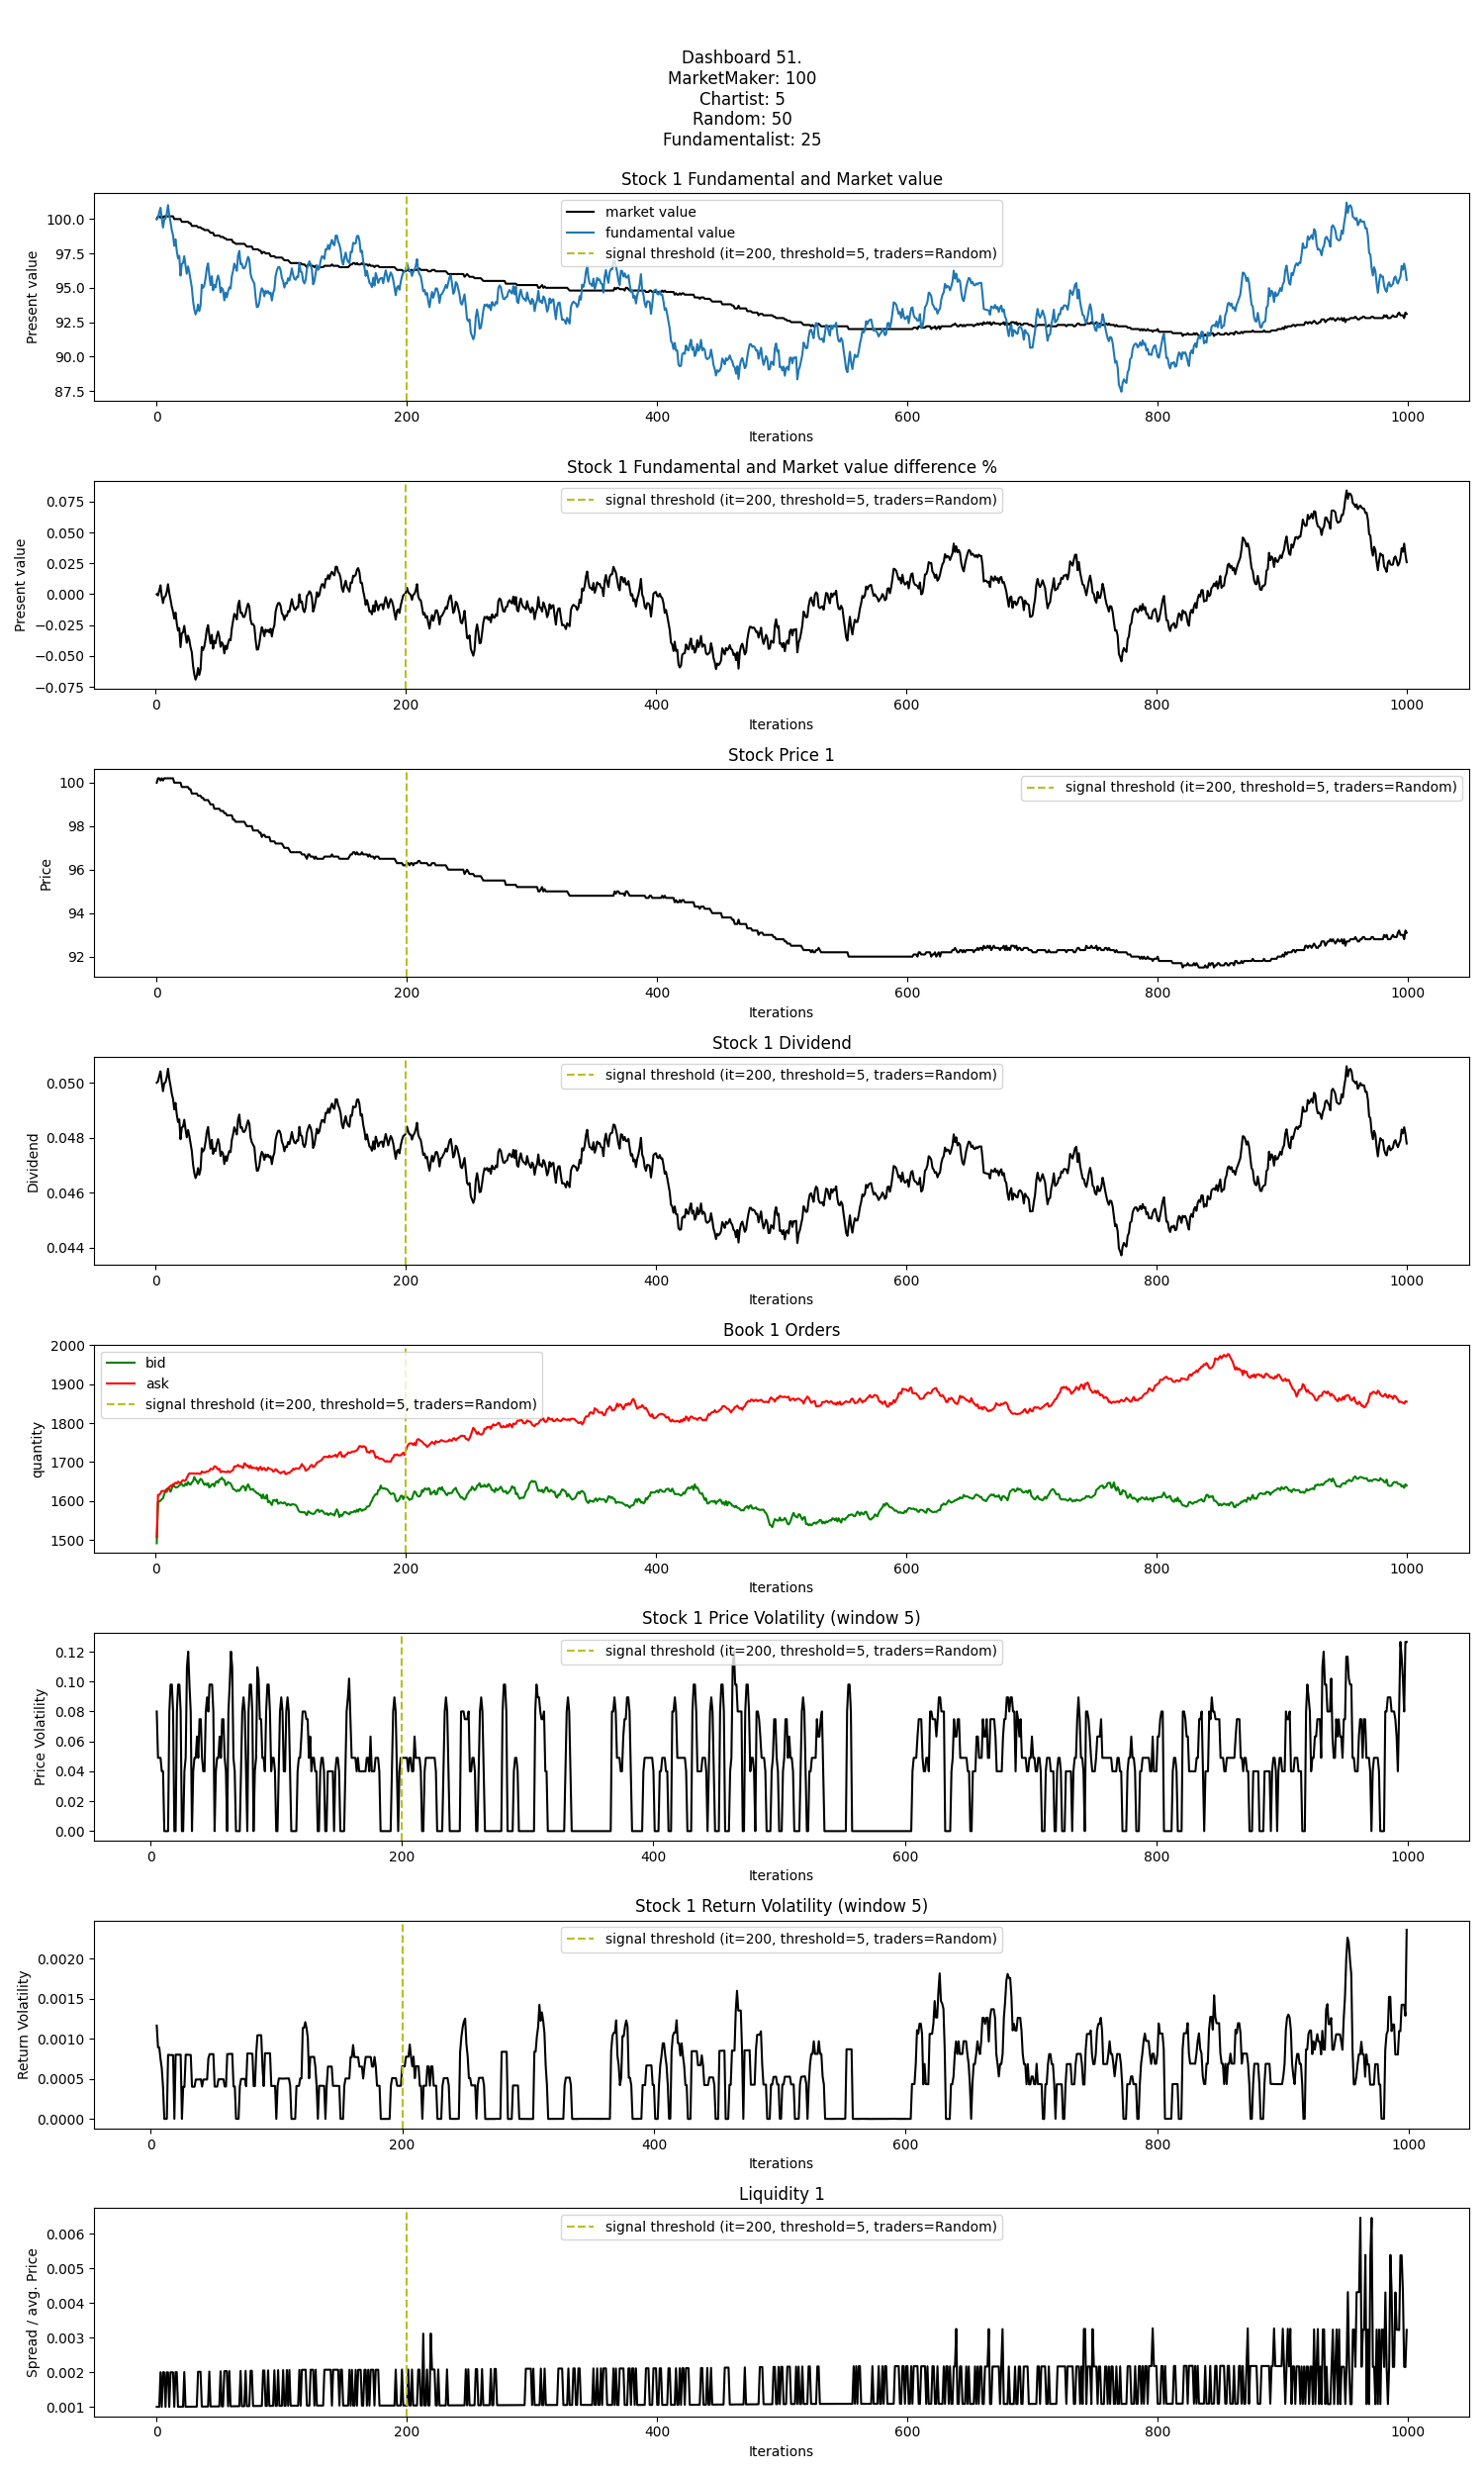 Dashboard 51.
MarketMaker: 100
Chartist: 5
Random: 50
Fundamentalist: 25
Stock 1 Fundamental and Market value
market value
fundamental value
signal threshold (it=200, threshold=5, traders=Random)
Present value
100.0
97.5
95.0
92.5
90.0
87.5
0 200 400 600 800 1000
Iterations
Stock 1 Fundamental and Market value difference %
signal threshold (it=200, threshold=5, traders=Random)
Present value
0.075
0.050
0.025
0.000
−0.025
−0.050
−0.075
0 200 400 600 800 1000
Iterations
Stock Price 1
signal threshold (it=200, threshold=5, traders=Random)
Price
100
98
96
94
92
0 200 400 600 800 1000
Iterations
Stock 1 Dividend
signal threshold (it=200, threshold=5, traders=Random)
Dividend
0.050
0.048
0.046
0.044
0 200 400 600 800 1000
Iterations
Book 1 Orders
bid
ask
signal threshold (it=200, threshold=5, traders=Random)
quantity
2000
1900
1800
1700
1600
1500
0 200 400 600 800 1000
Iterations
Stock 1 Price Volatility (window 5)
signal threshold (it=200, threshold=5, traders=Random)
Price Volatility
0.12
0.10
0.08
0.06
0.04
0.02
0.00
0 200 400 600 800 1000
Iterations
Stock 1 Return Volatility (window 5)
signal threshold (it=200, threshold=5, traders=Random)
Return Volatility
0.0020
0.0015
0.0010
0.0005
0.0000
0 200 400 600 800 1000
Iterations
Liquidity 1
signal threshold (it=200, threshold=5, traders=Random)
Spread / avg. Price
0.006
0.005
0.004
0.003
0.002
0.001
0 200 400 600 800 1000
Iterations